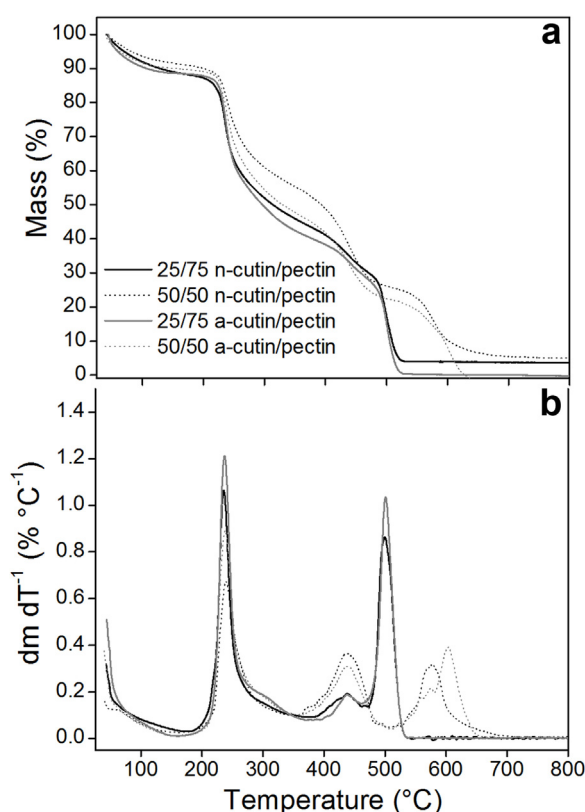 a
100
90
80
70
60
50
40
30
20
10
0
Mass (%)
25/75 n-cutin/pectin
50/50 n-cutin/pectin
25/75 a-cutin/pectin
50/50 a-cutin/pectin
b
1.4
1.2
1.0
0.8
0.6
0.4
0.2
0.0
dm dT⁻¹ (% °C⁻¹)
100 200 300 400 500 600 700 800
Temperature (°C)